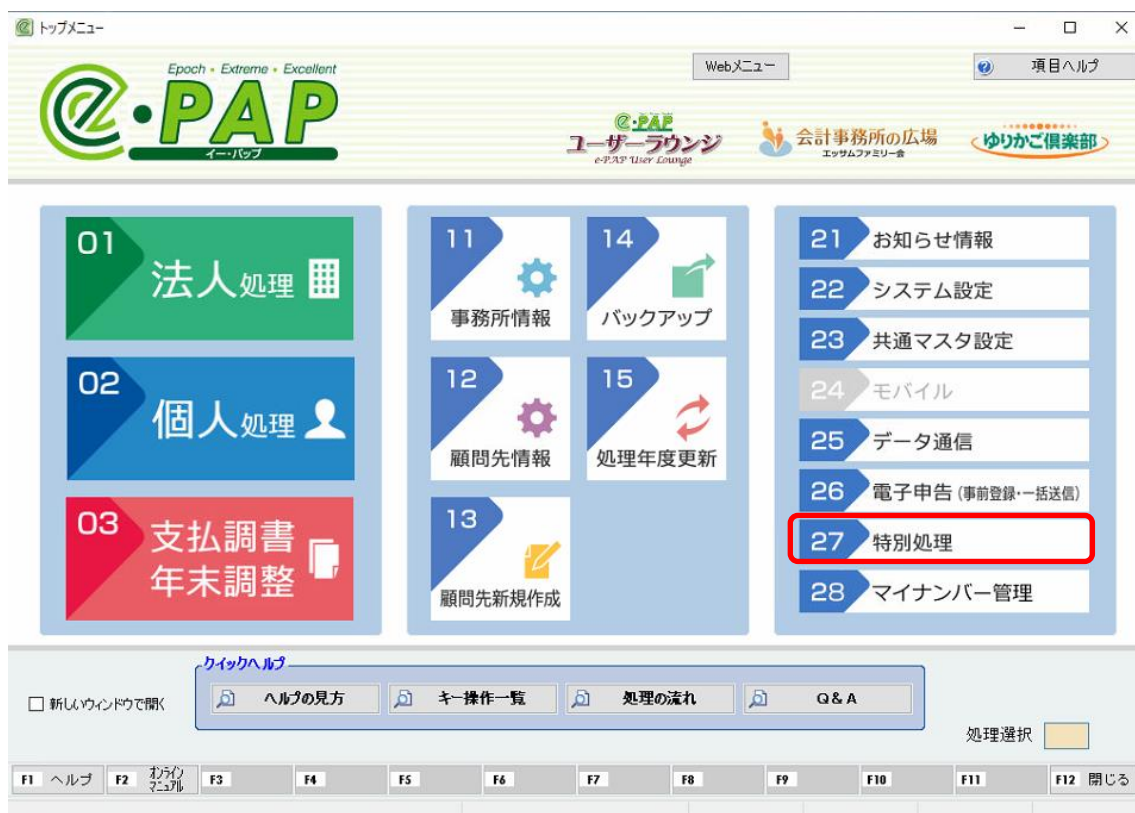 トップメニュー
Epoch・Extreme・Excellent
e・PAP
イー・パップ
Webメニュー
項目ヘルプ
e・PAP
ユーザーラウンジ
e-PAP User Lounge
会計事務所の広場
エッサムファミリー会
ゆりかご倶楽部
01
法人処理
02
個人処理
03
支払調書
年末調整
11
事務所情報
14
バックアップ
12
顧問先情報
15
処理年度更新
13
顧問先新規作成
21 お知らせ情報
22 システム設定
23 共通マスタ設定
24 モバイル
25 データ通信
26 電子申告(事前登録・一括送信)
27 特別処理
28 マイナンバー管理
クイックヘルプ
新しいウィンドウで開く
ヘルプの見方
キー操作一覧
処理の流れ
Q&A
処理選択
F1 ヘルプ F2 オンラインマニュアル F3 F4 F5 F6 F7 F8 F9 F10 F11 F12 閉じる